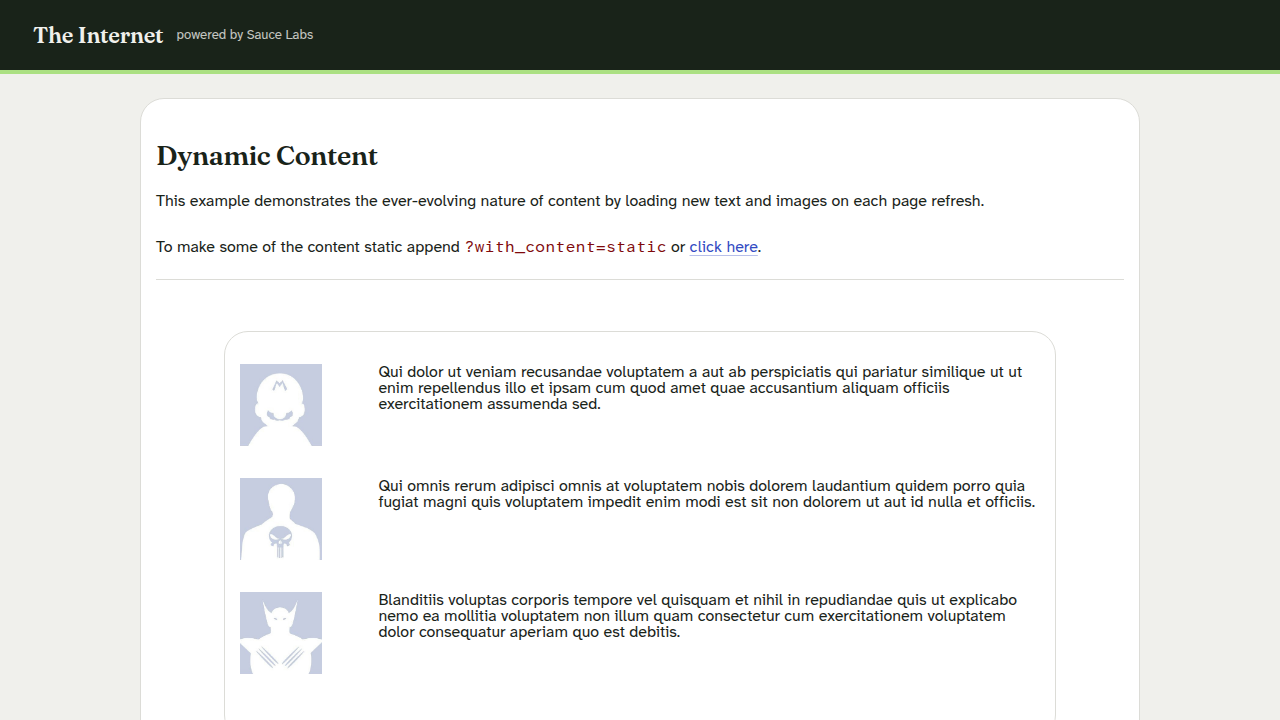 The Internet powered by Sauce Labs
Dynamic Content
This example demonstrates the ever-evolving nature of content by loading new text and images on each page refresh.
To make some of the content static append ?with_content=static or click here.
Qui dolor ut veniam recusandae voluptatem a aut ab perspiciatis qui pariatur similique ut ut
enim repellendus illo et ipsam cum quod amet quae accusantium aliquam officiis
exercitationem assumenda sed.
Qui omnis rerum adipisci omnis at voluptatem nobis dolorem laudantium quidem porro quia
fugiat magni quis voluptatem impedit enim modi est sit non dolorem ut aut id nulla et officiis.
Blanditiis voluptas corporis tempore vel quisquam et nihil in repudiandae quis ut explicabo
nemo ea mollitia voluptatem non illum quam consectetur cum exercitationem voluptatem
dolor consequatur aperiam quo est debitis.